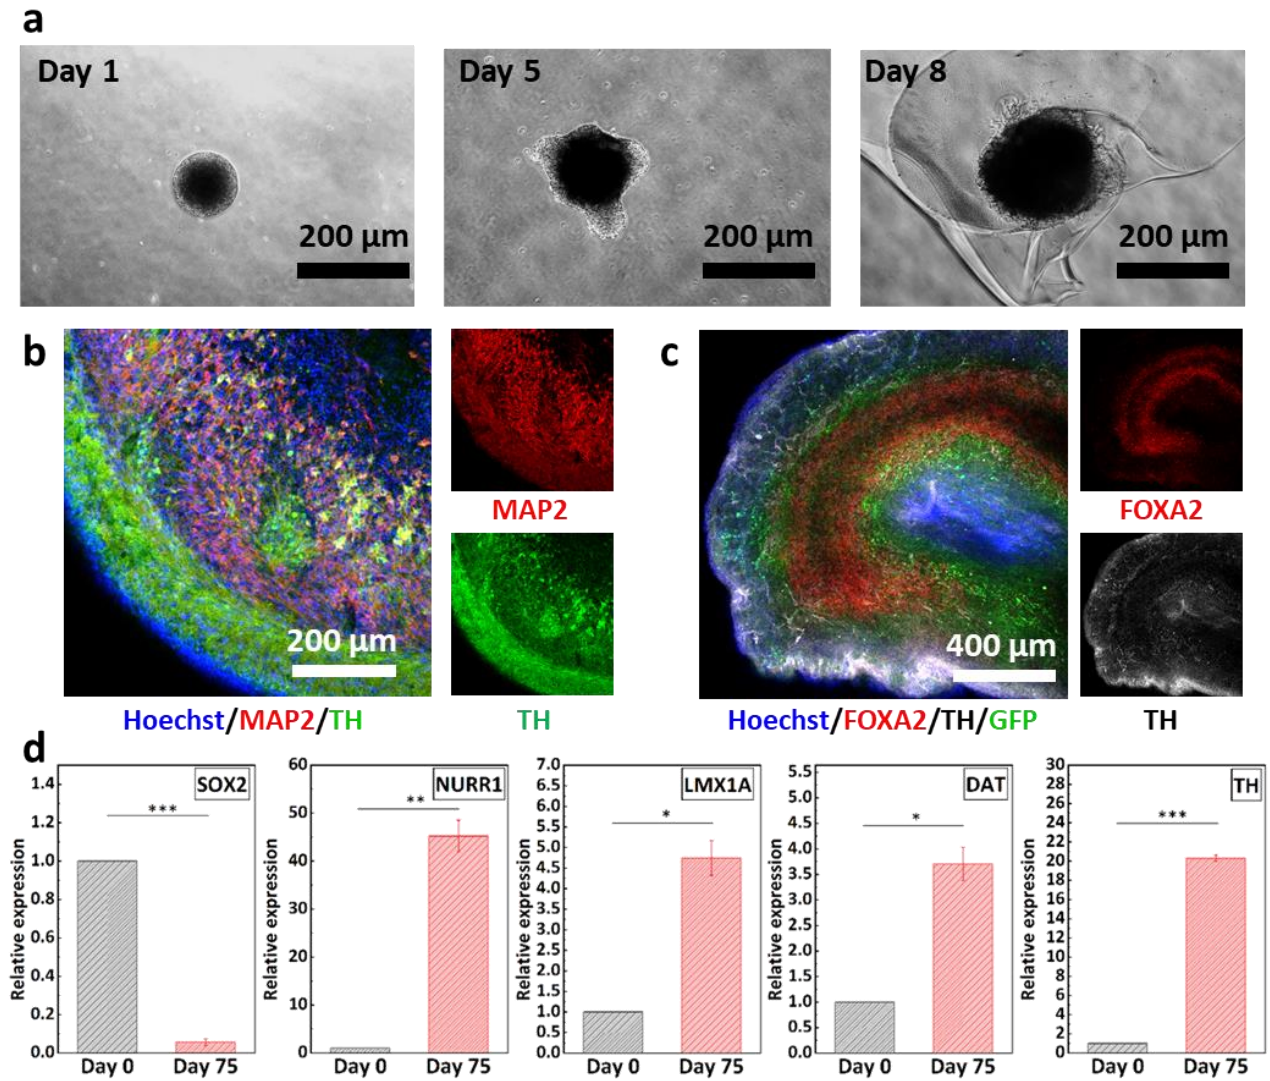 a
Day 1
Day 5
Day 8
200 µm
200 µm
200 µm
b
c
MAP2
FOXA2
200 µm
400 µm
Hoechst/MAP2/TH
TH
Hoechst/FOXA2/TH/GFP
TH
d
SOX2
***
Relative expression
1.4
1.2
1.0
0.8
0.6
0.4
0.2
0.0
Day 0
Day 75
NURR1
**
Relative expression
60
50
40
30
20
10
0
Day 0
Day 75
LMX1A
*
Relative expression
7.0
6.5
6.0
5.5
5.0
4.5
4.0
3.5
3.0
2.5
2.0
1.5
1.0
0.5
0.0
Day 0
Day 75
DAT
*
Relative expression
5.5
5.0
4.5
4.0
3.5
3.0
2.5
2.0
1.5
1.0
0.5
0.0
Day 0
Day 75
TH
***
Relative expression
30
28
26
24
22
20
18
16
14
12
10
8
6
4
2
0
Day 0
Day 75